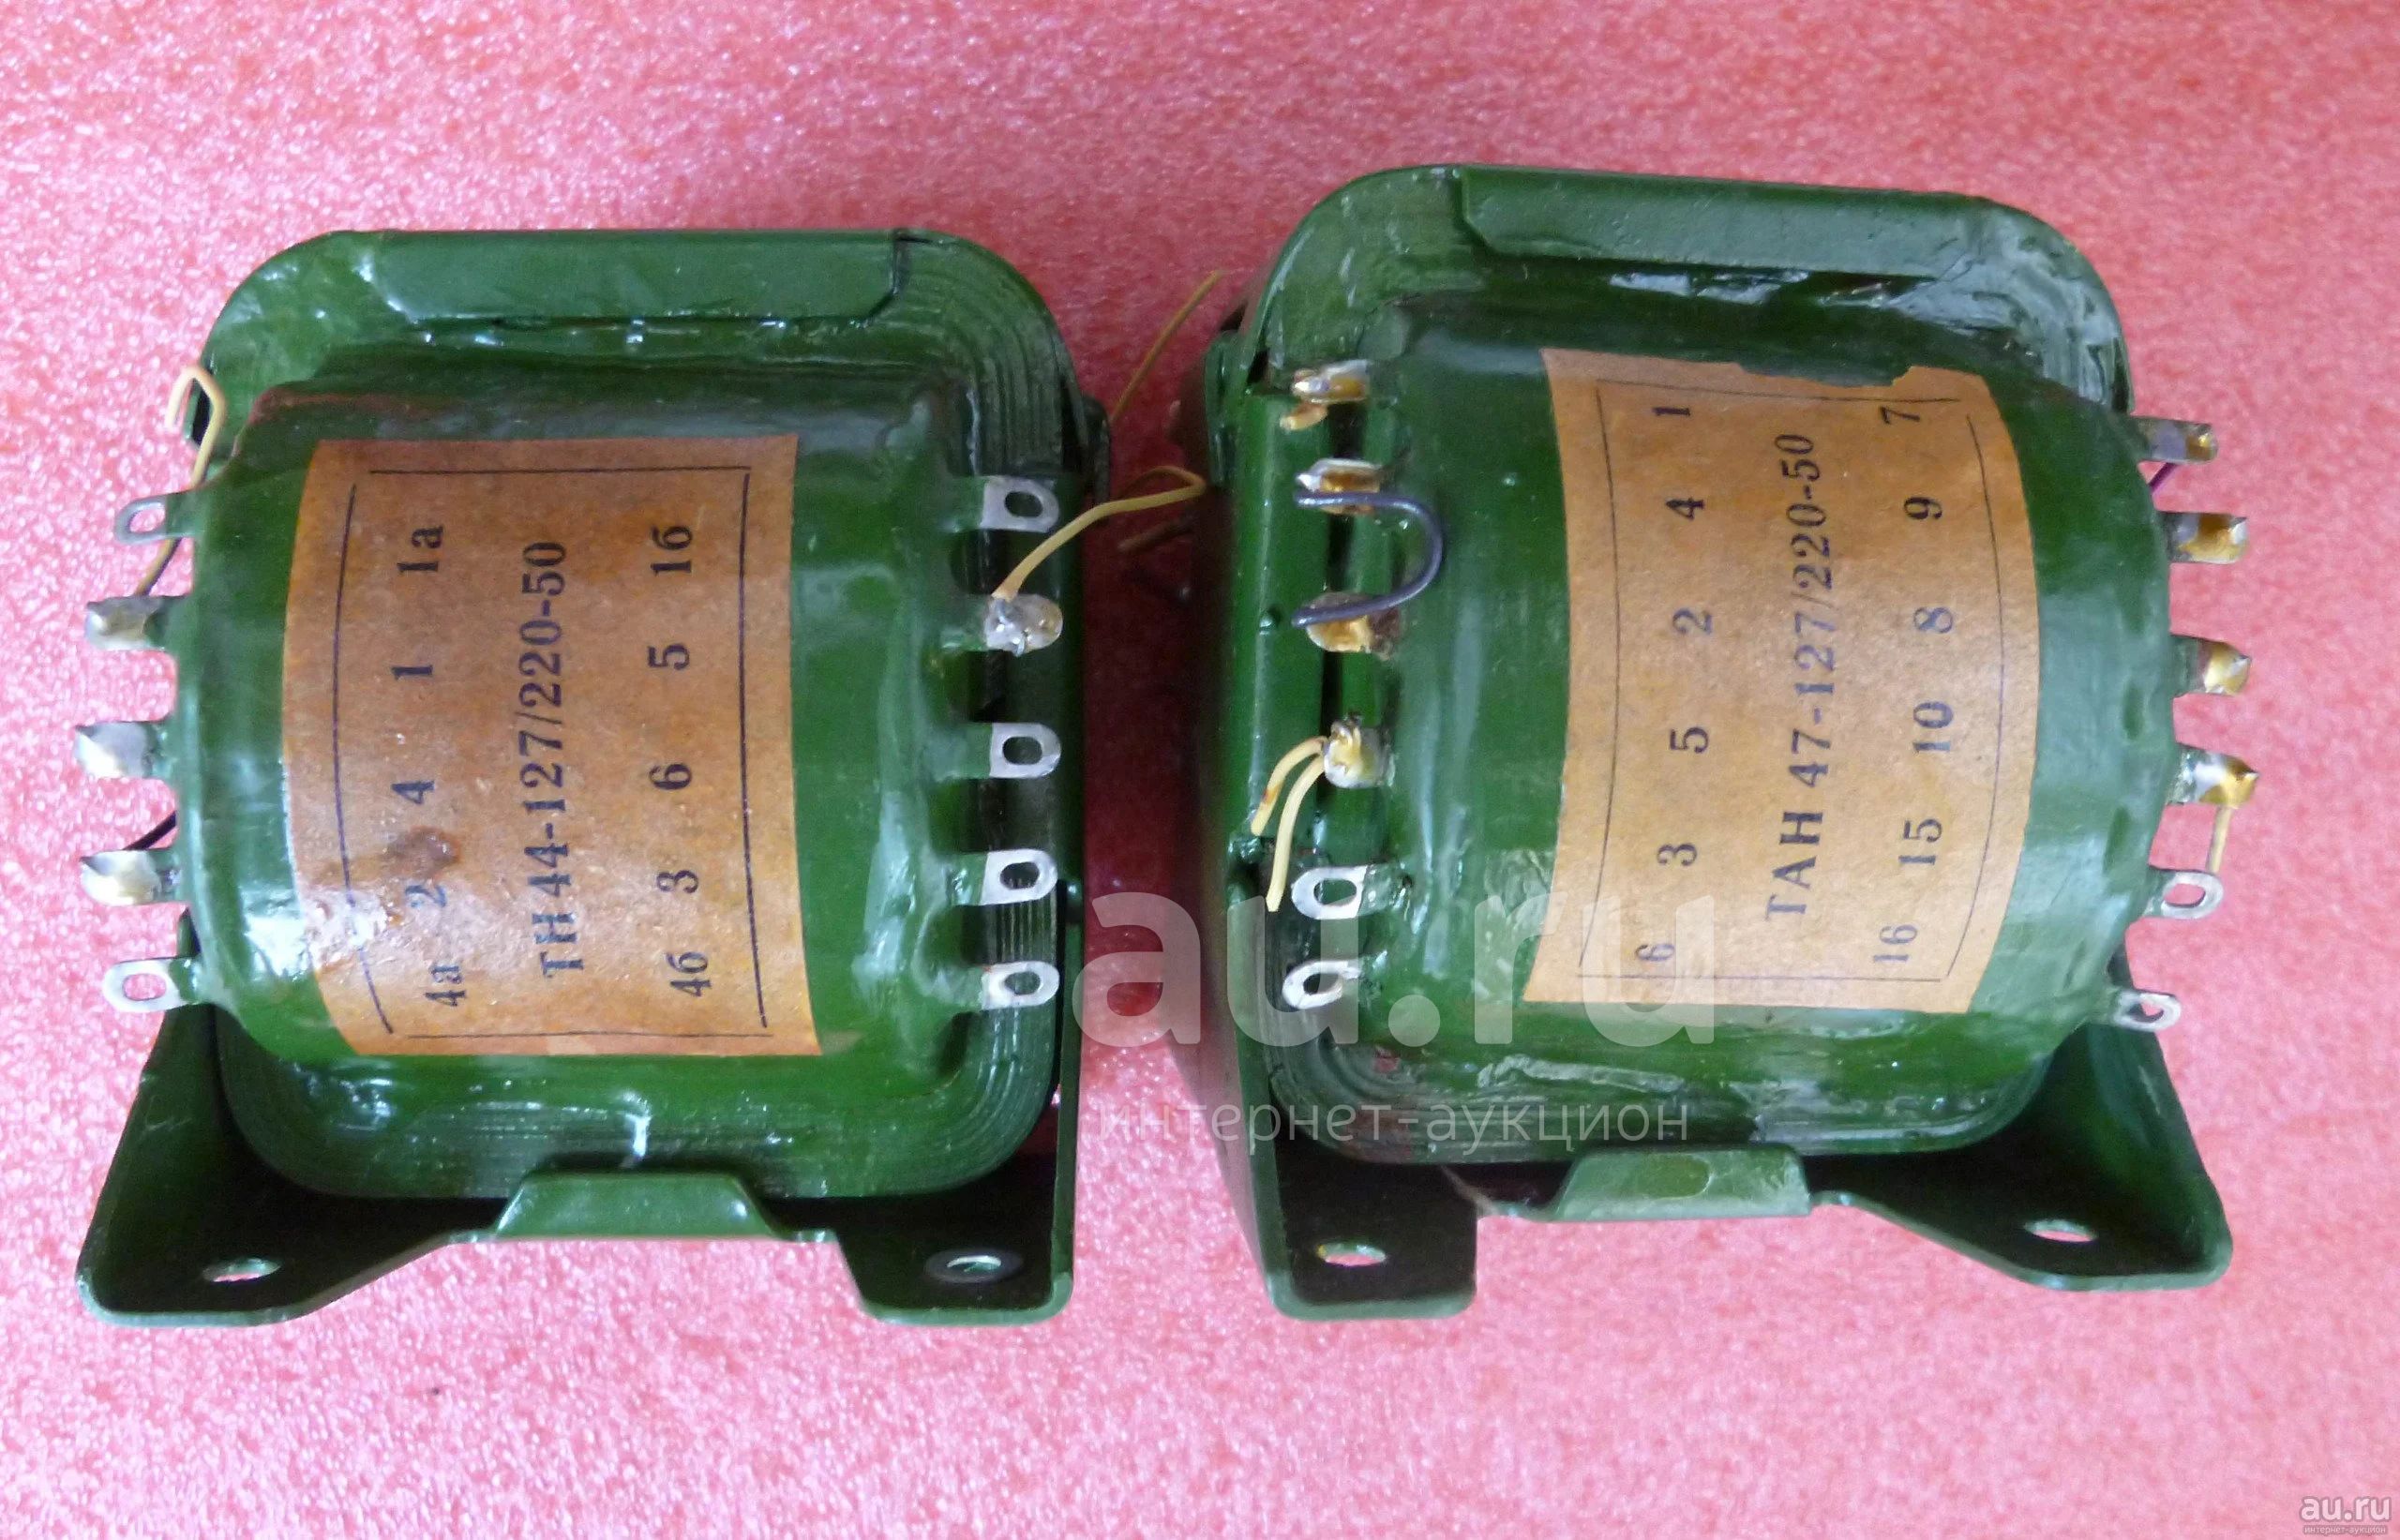 4а 2 4 1 1а
ТН 44-127/220-50
4б 3 6 5 1б
6 3 5 2 4 1
ТАН 47-127/220-50
16 15 10 8 9 7
au.ru
интернет-аукцион
au.ru
интернет-аукцион